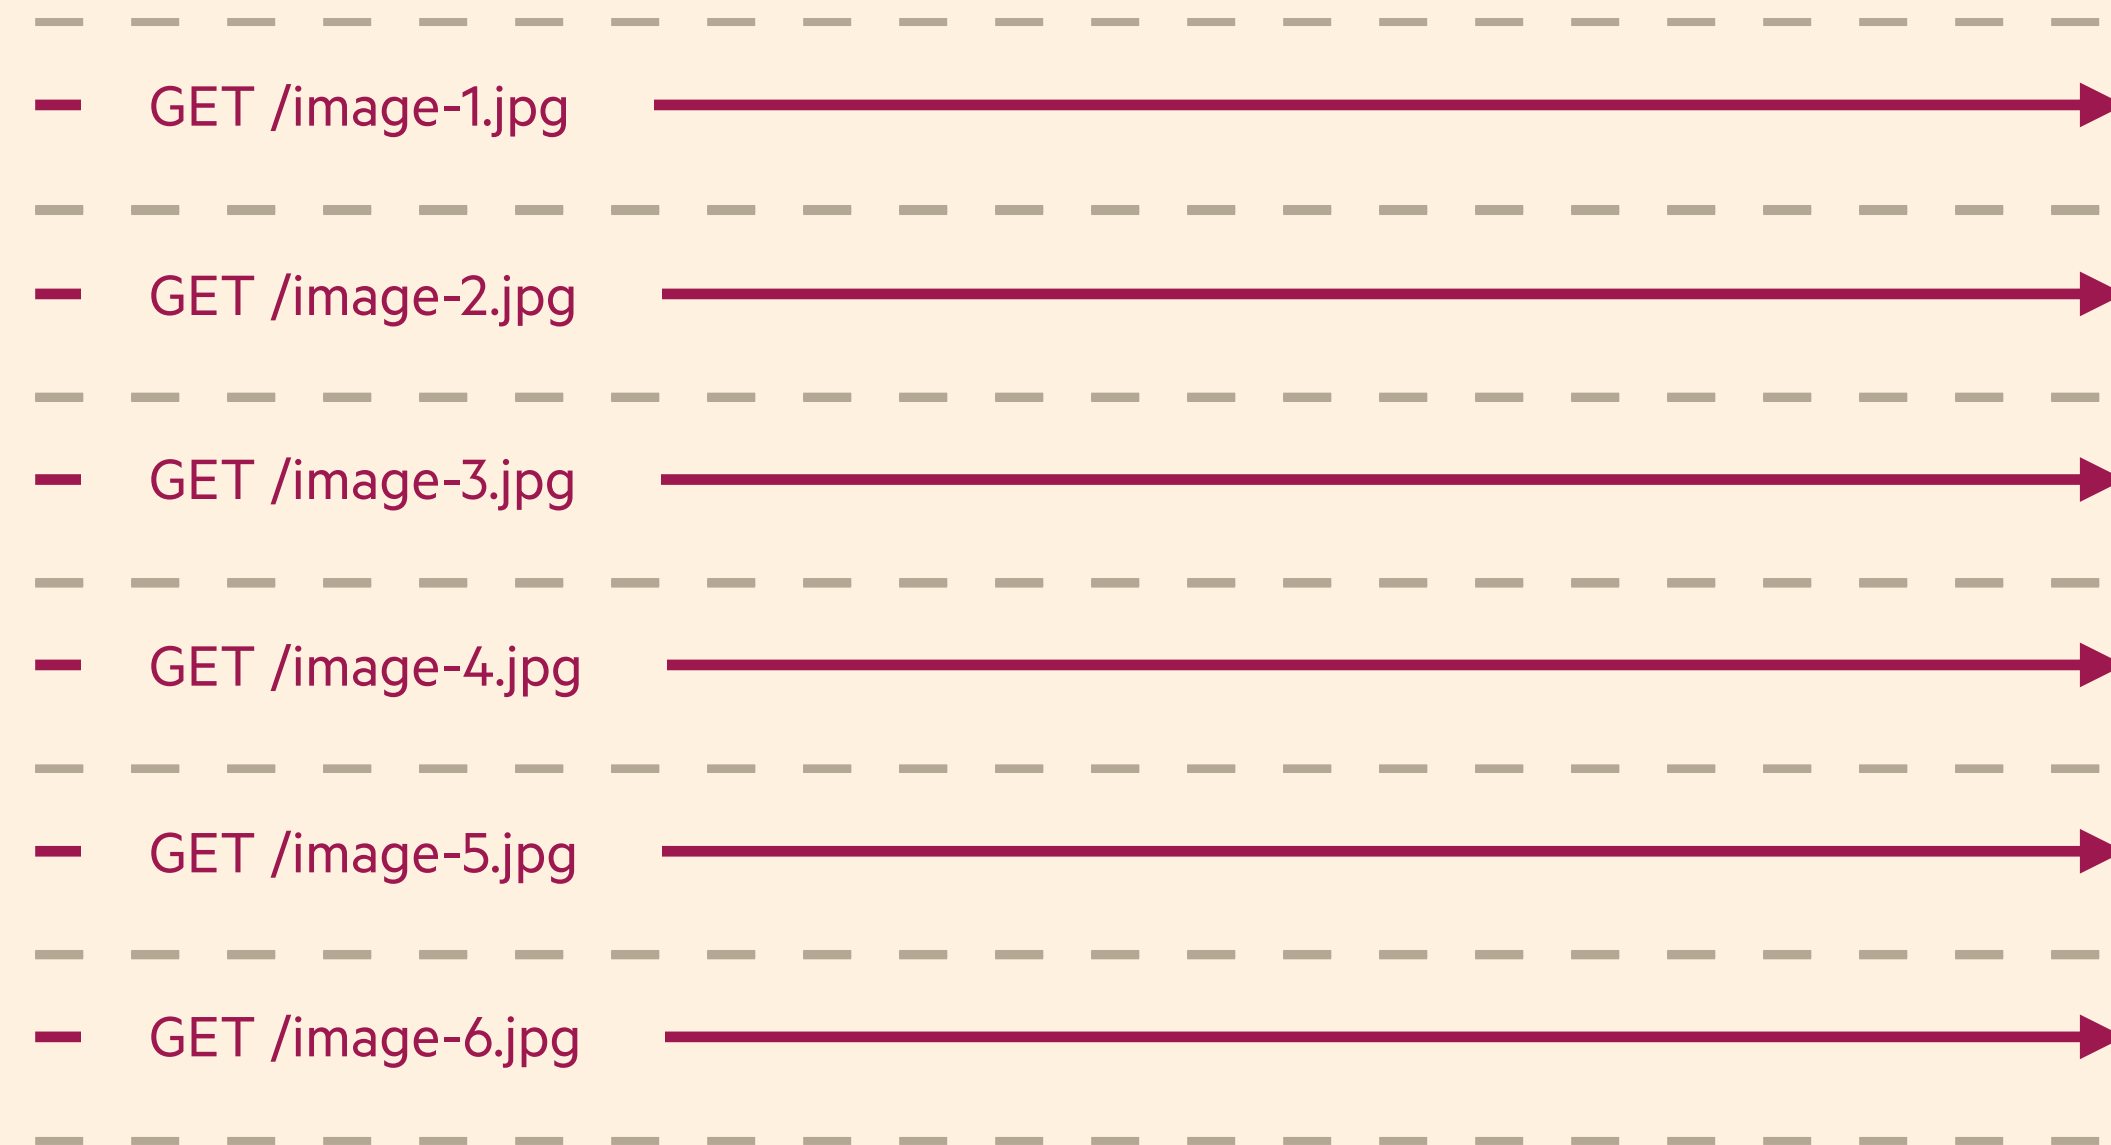 GET /image-1.jpg
GET /image-2.jpg
GET /image-3.jpg
GET /image-4.jpg
GET /image-5.jpg
GET /image-6.jpg